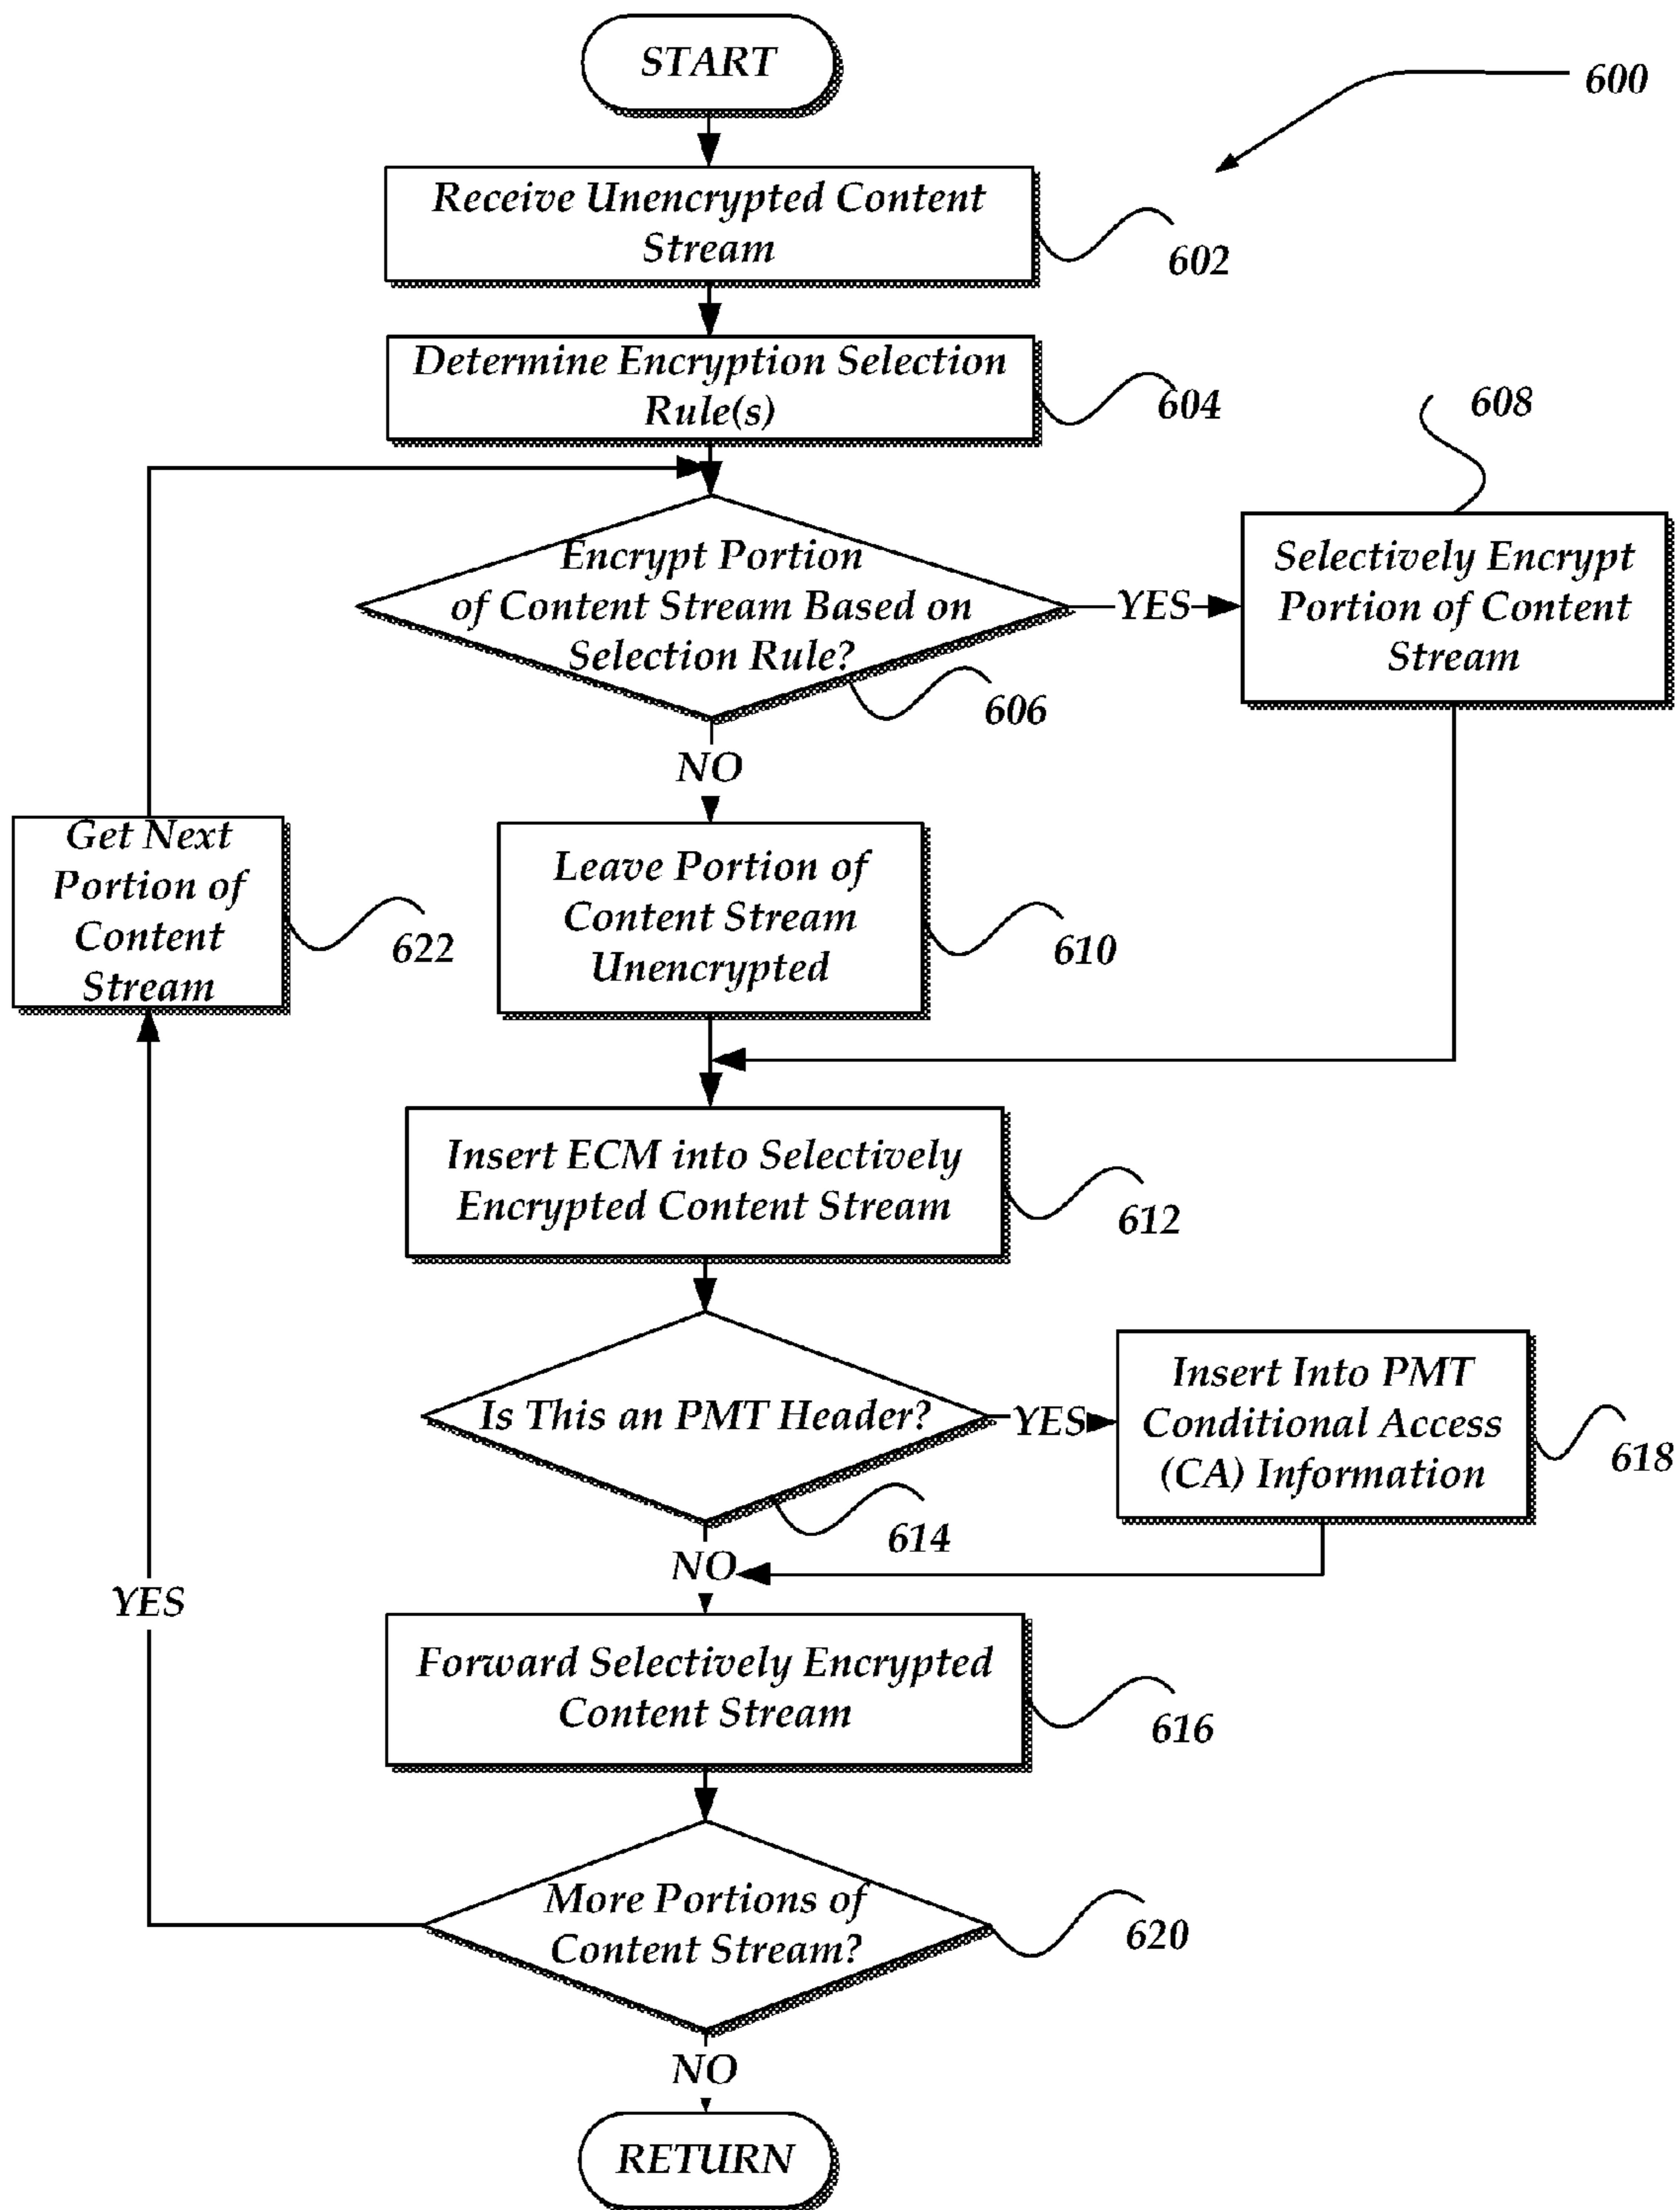 START
600
Receive Unencrypted Content
Stream
602
Determine Encryption Selection
Rule(s)
604
608
Encrypt Portion
of Content Stream Based on
Selection Rule?
606
YES
Selectively Encrypt
Portion of Content
Stream
NO
Get Next
Portion of
Content
Stream
622
Leave Portion of
Content Stream
Unencrypted
610
Insert ECM into Selectively
Encrypted Content Stream
612
Is This an PMT Header?
614
YES
Insert Into PMT
Conditional Access
(CA) Information
618
NO
YES
Forward Selectively Encrypted
Content Stream
616
More Portions of
Content Stream?
620
NO
RETURN